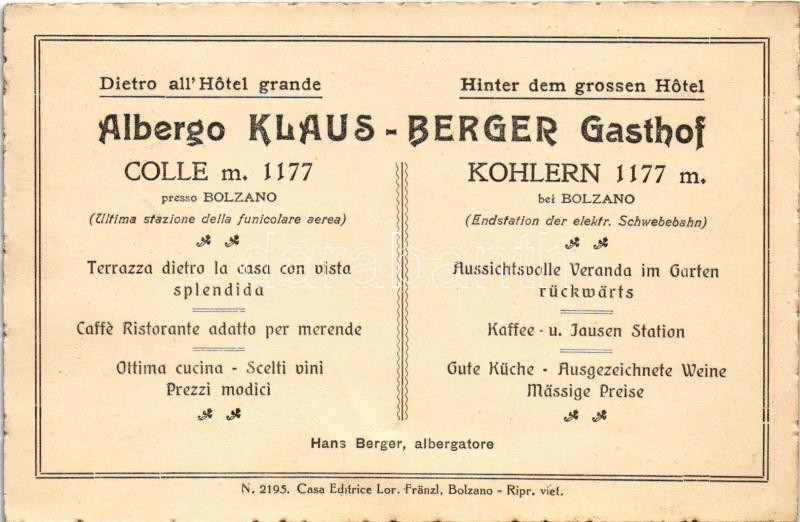 Dietro all'Hôtel grande
Hinter dem grossen Hôtel
Albergo KLAUS - BERGER Gasthof
COLLE m. 1177
presso BOLZANO
(Ultima stazione della funicolare aerea)
Terrazza dietro la casa con vista
splendida
Caffè Ristorante adatto per merende
Ottima cucina - Scelti vini
Prezzi modici
KOHLERN 1177 m.
bei BOLZANO
(Endstation der elektr. Schwebebahn)
Aussichtsvolle Veranda im Garten
rückwärts
Kaffee - u. Jausen Station
Gute Küche - Ausgezeichnete Weine
Mässige Preise
Hans Berger, albergatore
N. 2195. Casa Editrice Lor. Fränzl, Bolzano - Ripr. viet.
darabanth